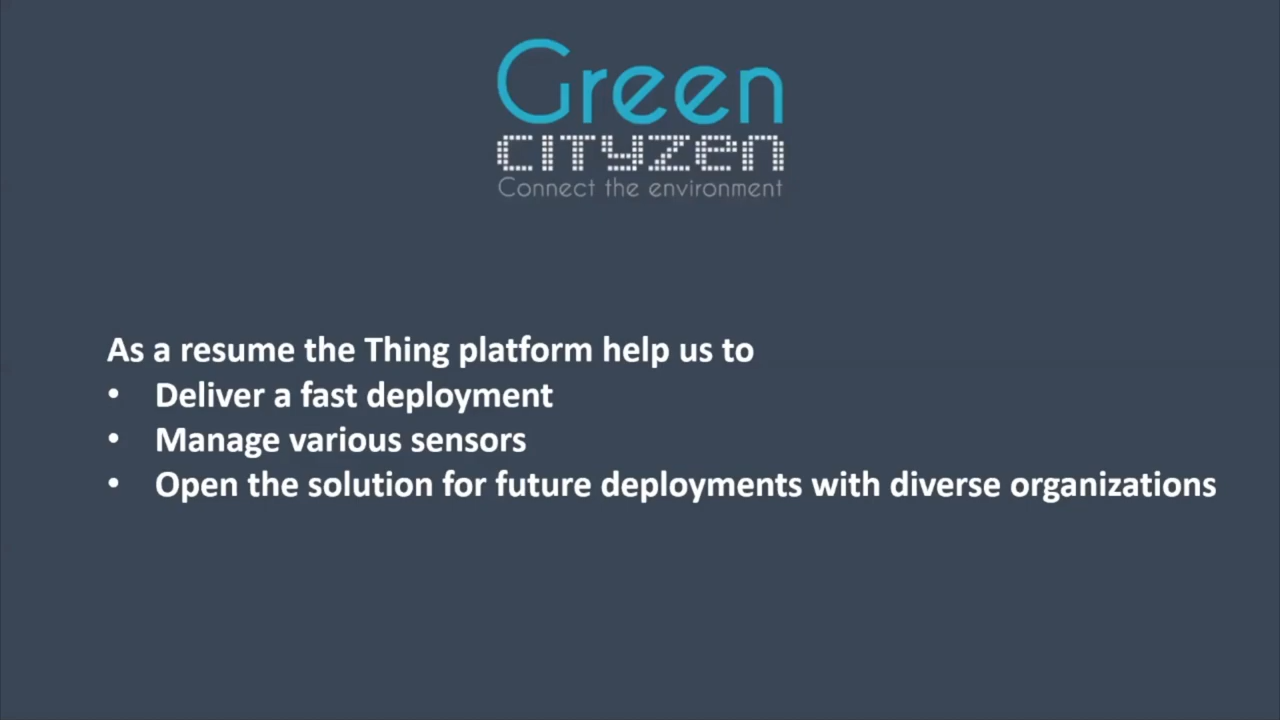 Green
CITYZEN
Connect the environment
As a resume the Thing platform help us to
• Deliver a fast deployment
• Manage various sensors
• Open the solution for future deployments with diverse organizations